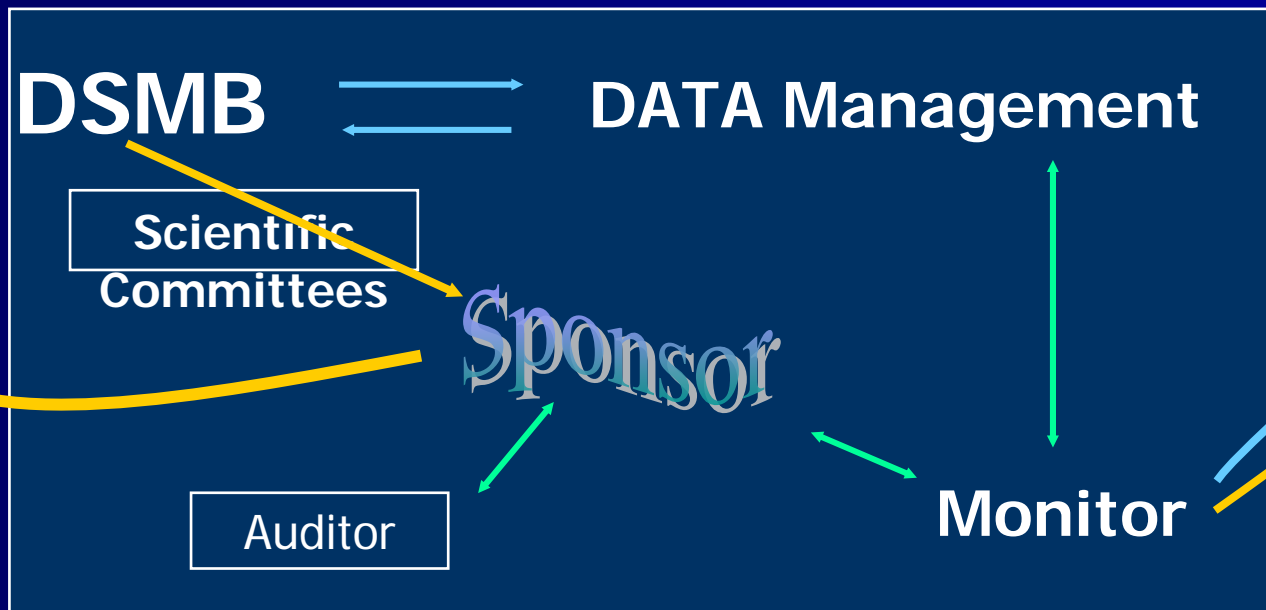 DSMB
DATA Management
Scientific
Committees
Sponsor
Auditor
Monitor